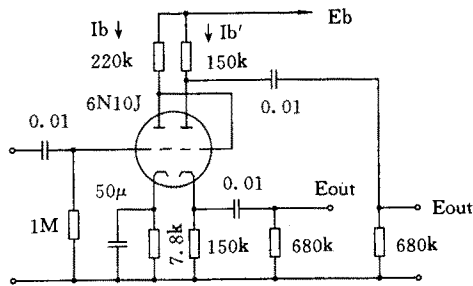 Ib ↓ ↓ Ib' Eb
220k 150k
6N10J 0.01
0.01
50μ 0.01 Eout Eout
1M 7.8k 150k 680k 680k